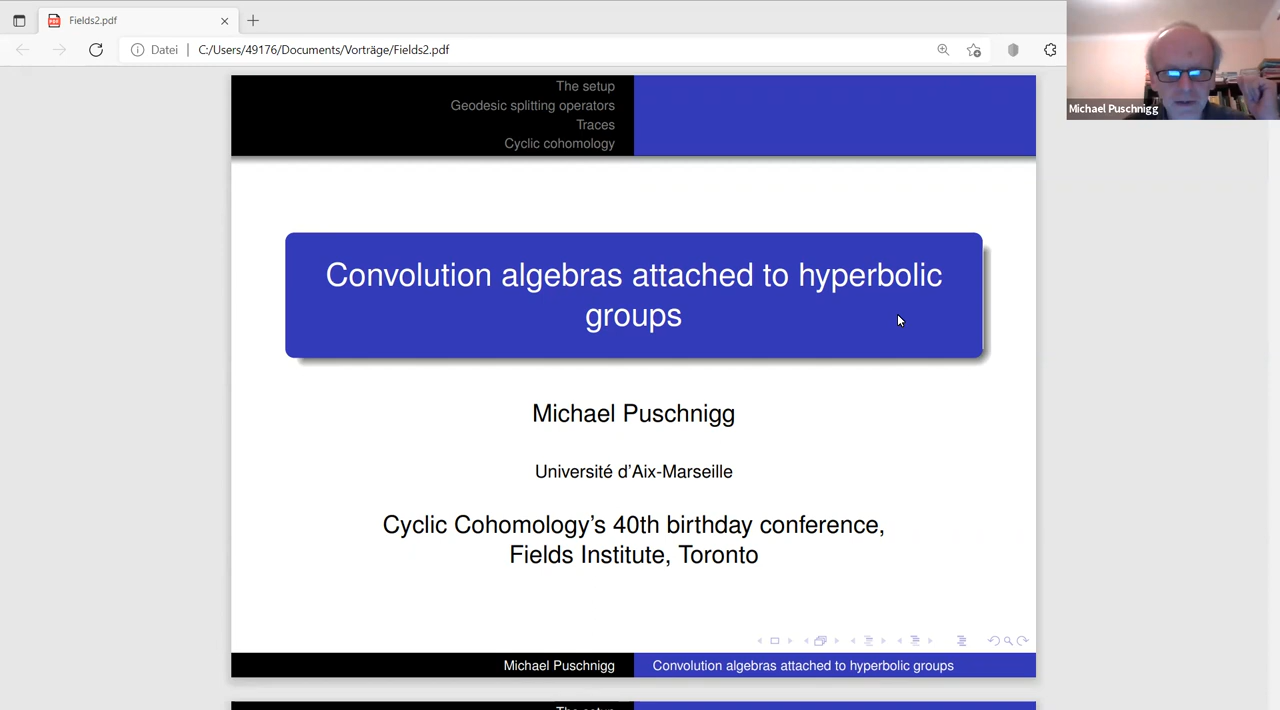 Fields2.pdf
Datei
C:/Users/49176/Documents/Vorträge/Fields2.pdf
Michael Puschnigg
The setup
Geodesic splitting operators
Traces
Cyclic cohomology
Convolution algebras attached to hyperbolic
groups
Michael Puschnigg
Université d'Aix-Marseille
Cyclic Cohomology's 40th birthday conference,
Fields Institute, Toronto
Michael Puschnigg
Convolution algebras attached to hyperbolic groups
The setup